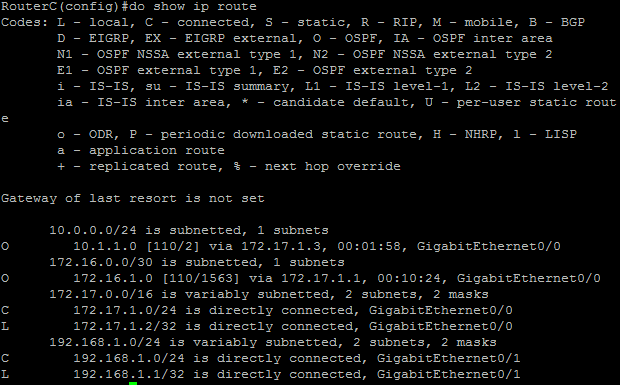 RouterC(config)#do show ip route
Codes: L - local, C - connected, S - static, R - RIP, M - mobile, B - BGP
       D - EIGRP, EX - EIGRP external, O - OSPF, IA - OSPF inter area
       N1 - OSPF NSSA external type 1, N2 - OSPF NSSA external type 2
       E1 - OSPF external type 1, E2 - OSPF external type 2
       i - IS-IS, su - IS-IS summary, L1 - IS-IS level-1, L2 - IS-IS level-2
       ia - IS-IS inter area, * - candidate default, U - per-user static rout
e
       o - ODR, P - periodic downloaded static route, H - NHRP, l - LISP
       a - application route
       + - replicated route, % - next hop override
Gateway of last resort is not set
      10.0.0.0/24 is subnetted, 1 subnets
O        10.1.1.0 [110/2] via 172.17.1.3, 00:01:58, GigabitEthernet0/0
      172.16.0.0/30 is subnetted, 1 subnets
O        172.16.1.0 [110/1563] via 172.17.1.1, 00:10:24, GigabitEthernet0/0
      172.17.0.0/16 is variably subnetted, 2 subnets, 2 masks
C        172.17.1.0/24 is directly connected, GigabitEthernet0/0
L        172.17.1.2/32 is directly connected, GigabitEthernet0/0
      192.168.1.0/24 is variably subnetted, 2 subnets, 2 masks
C        192.168.1.0/24 is directly connected, GigabitEthernet0/1
L        192.168.1.1/32 is directly connected, GigabitEthernet0/1